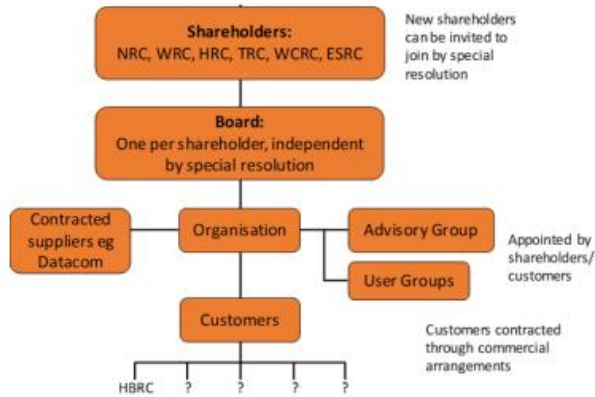 Shareholders:
NRC, WRC, HRC, TRC, WCRC, ESRC
New shareholders
can be invited to
join by special
resolution
Board:
One per shareholder, independent
by special resolution
Contracted
suppliers eg
Datacom
Organisation
Advisory Group
User Groups
Appointed by
shareholders/
customers
Customers
Customers contracted
through commercial
arrangements
HBRC ? ? ? ?